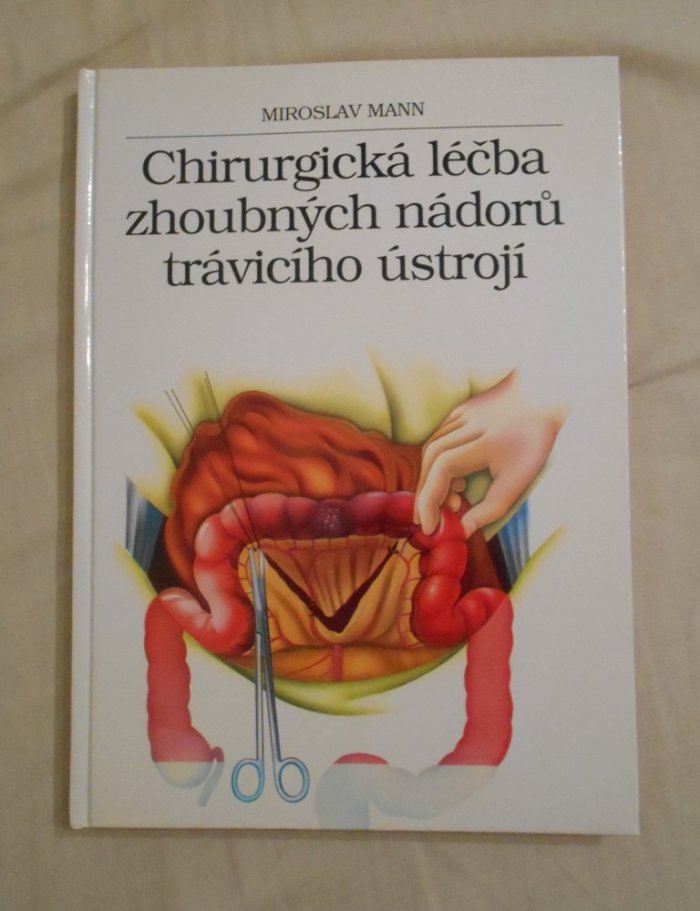 MIROSLAV MANN
Chirurgická léčba
zhoubných nádorů
trávicího ústrojí